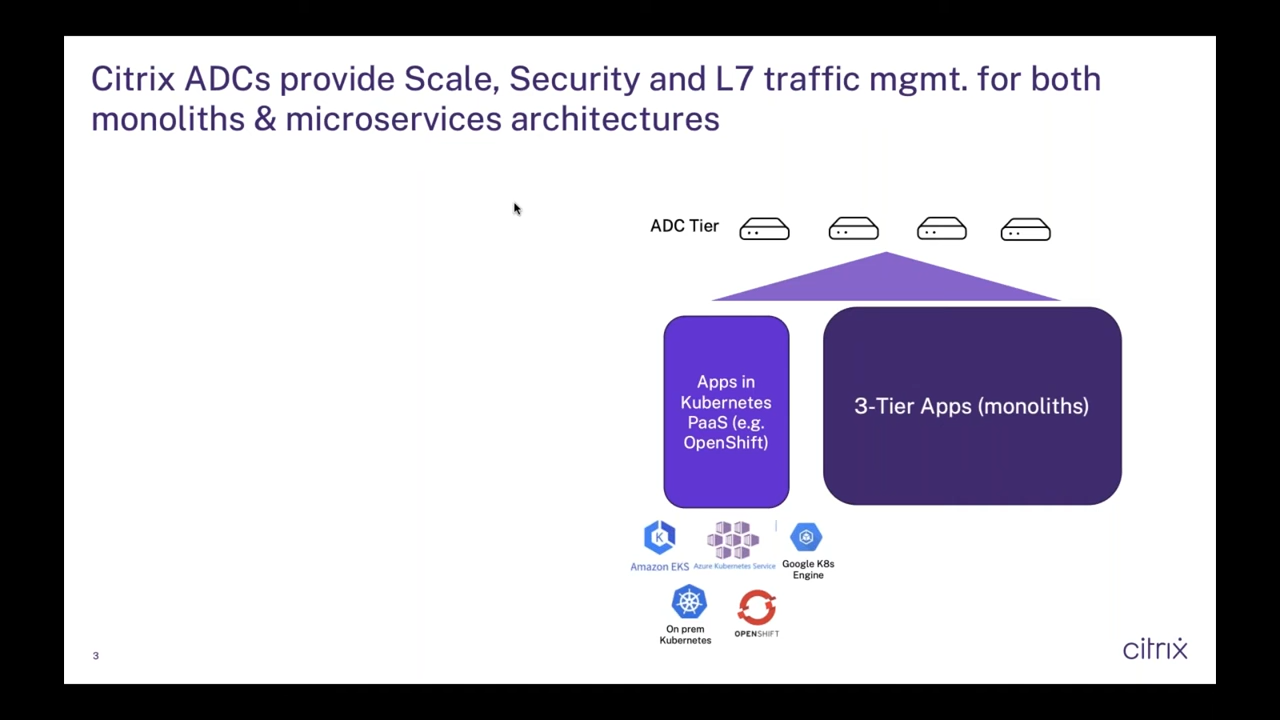 Citrix ADCs provide Scale, Security and L7 traffic mgmt. for both
monoliths & microservices architectures
ADC Tier
Apps in
Kubernetes
PaaS (e.g.
OpenShift)
3-Tier Apps (monoliths)
K
Amazon EKS
Azure Kubernetes Service
Google K8s
Engine
On prem
Kubernetes
OPENSHIFT
3
citrix